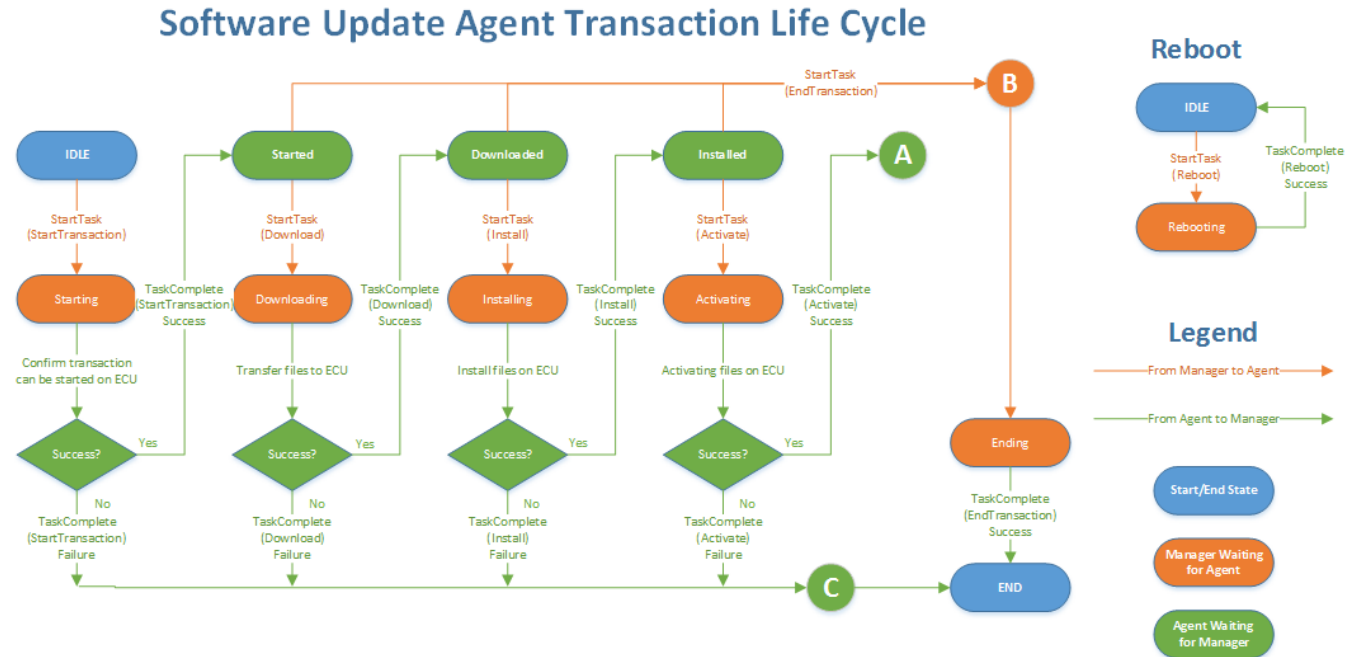 Software Update Agent Transaction Life Cycle
StartTask
(EndTransaction)
B
IDLE
Started
Downloaded
Installed
A
StartTask
(StartTransaction)
StartTask
(Download)
StartTask
(Install)
StartTask
(Activate)
Starting
TaskComplete
(StartTransaction)
Success
Downloading
TaskComplete
(Download)
Success
Installing
TaskComplete
(Install)
Success
Activating
TaskComplete
(Activate)
Success
Confirm transaction
can be started on ECU
Transfer files to ECU
Install files on ECU
Activating files on ECU
Success?
Yes
Success?
Yes
Success?
Yes
Success?
Yes
Ending
No
TaskComplete
(StartTransaction)
Failure
No
TaskComplete
(Download)
Failure
No
TaskComplete
(Install)
Failure
No
TaskComplete
(Activate)
Failure
TaskComplete
(EndTransaction)
Success
C
END
Reboot
IDLE
StartTask
(Reboot)
TaskComplete
(Reboot)
Success
Rebooting
Legend
From Manager to Agent
From Agent to Manager
Start/End State
Manager Waiting
for Agent
Agent Waiting
for Manager